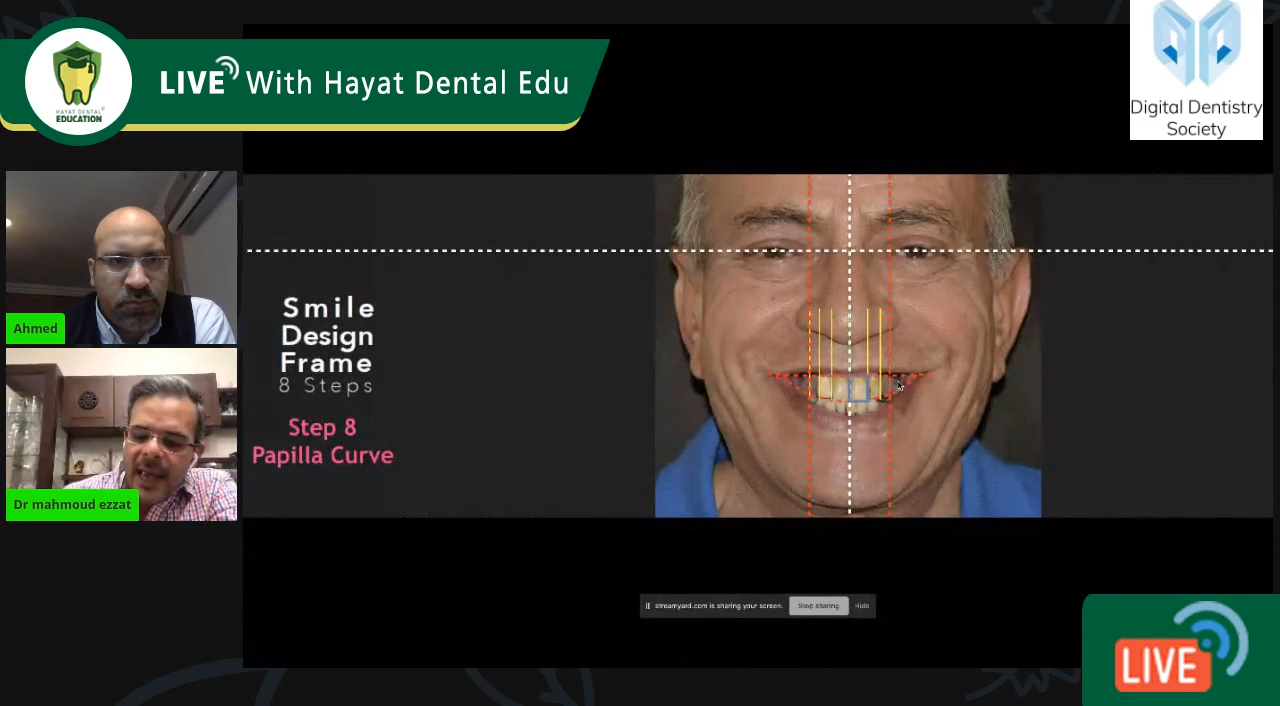 LIVE With Hayat Dental Edu
HAYAT DENTAL
EDUCATION
Digital Dentistry
Society
Ahmed
Dr mahmoud ezzat
Smile
Design
Frame
8 Steps
Step 8
Papilla Curve
streamyard.com is sharing your screen.
Stop sharing
Hide
LIVE